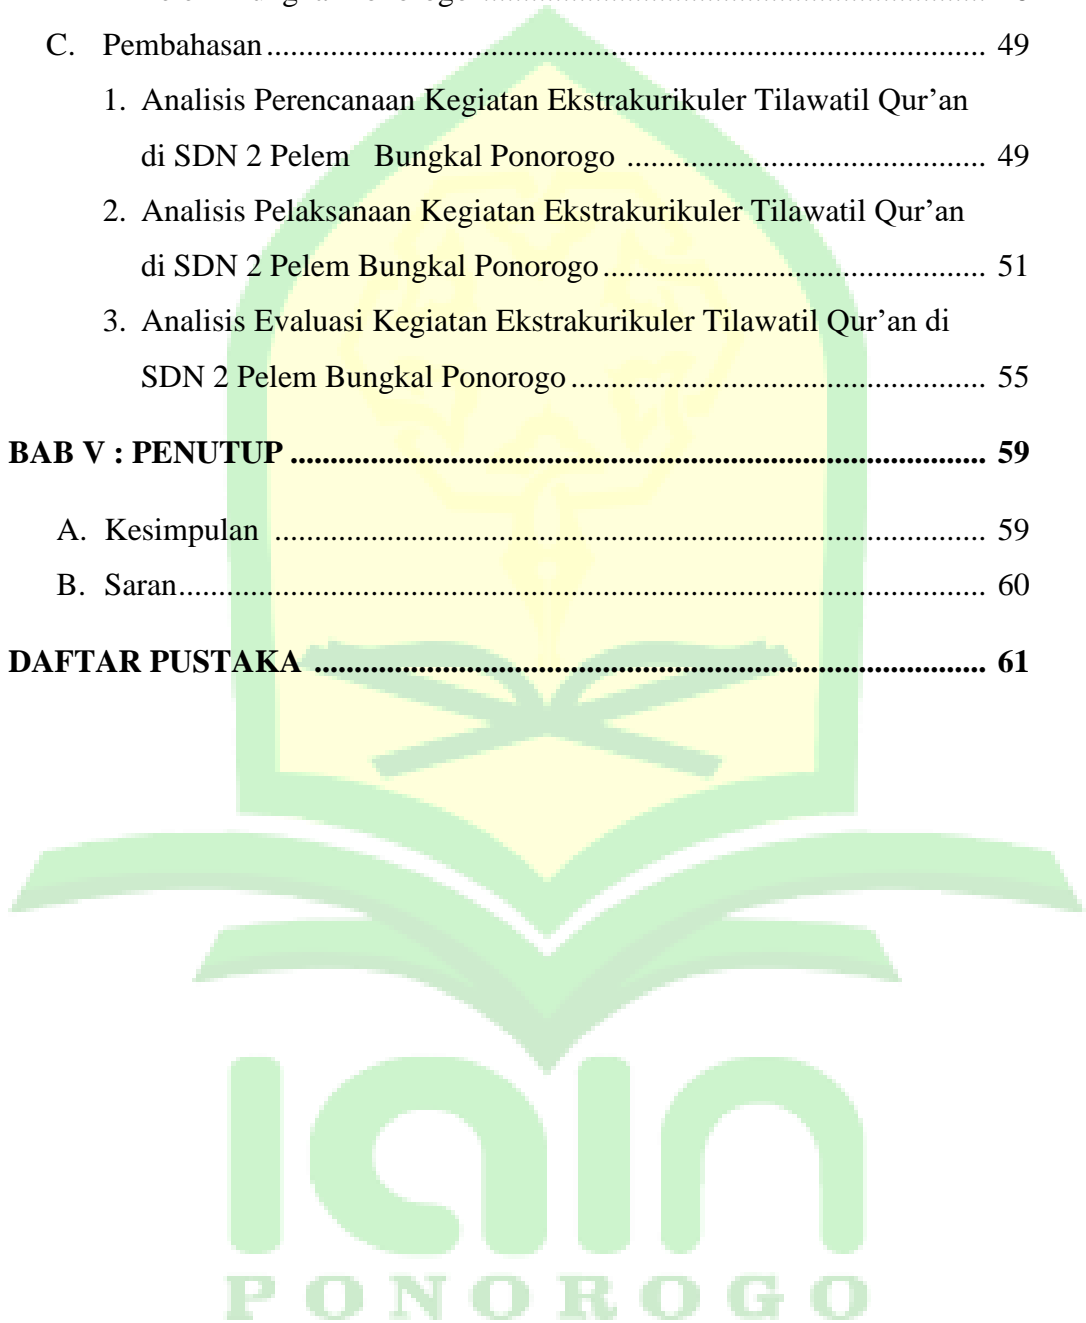 C. Pembahasan ........................................................................................ 49
1. Analisis Perencanaan Kegiatan Ekstrakurikuler Tilawatil Qur’an
di SDN 2 Pelem Bungkal Ponorogo ............................................ 49
2. Analisis Pelaksanaan Kegiatan Ekstrakurikuler Tilawatil Qur’an
di SDN 2 Pelem Bungkal Ponorogo ............................................... 51
3. Analisis Evaluasi Kegiatan Ekstrakurikuler Tilawatil Qur’an di
SDN 2 Pelem Bungkal Ponorogo ................................................... 55
BAB V : PENUTUP ..................................................................................... 59
A. Kesimpulan ....................................................................................... 59
B. Saran ................................................................................................... 60
DAFTAR PUSTAKA .................................................................................. 61
iain
PONOROGO